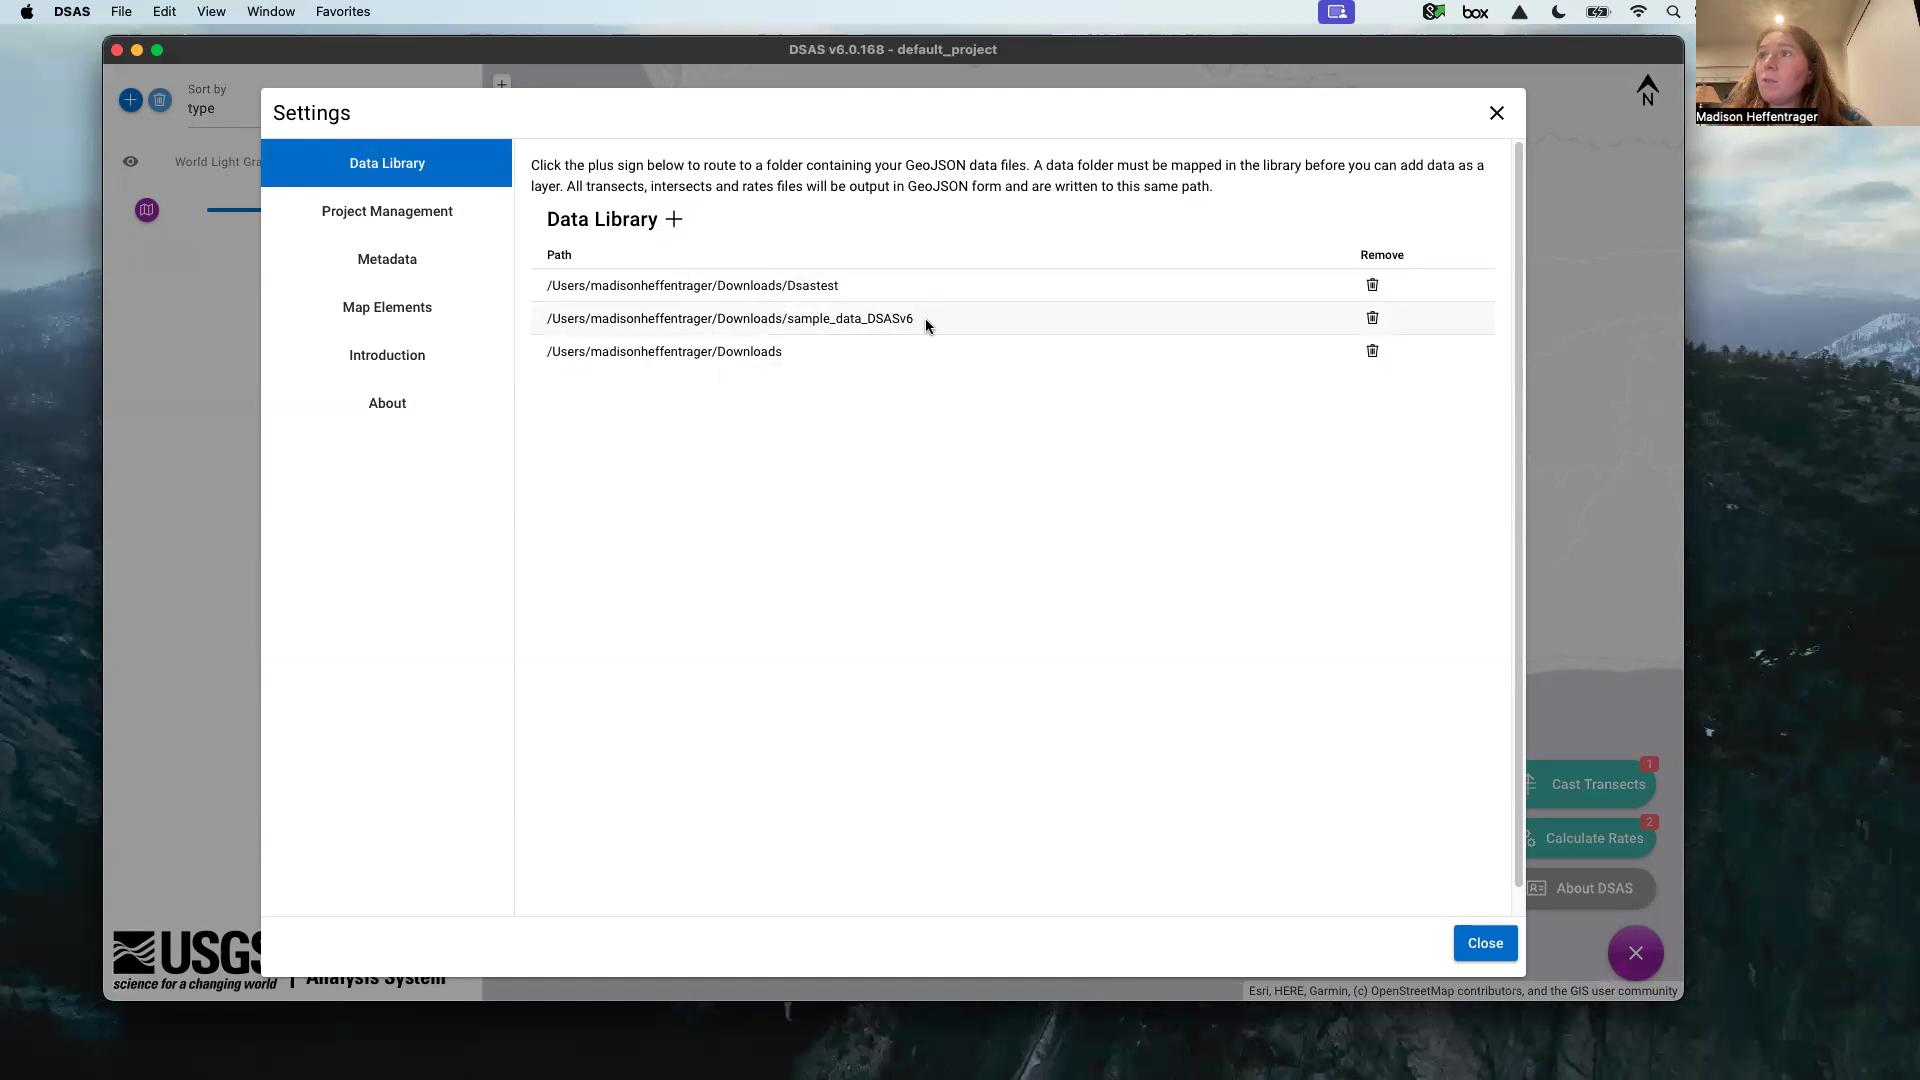 DSAS File Edit View Window Favorites
box
DSAS v6.0.168 - default_project
Sort by
type
N
Madison Heffentrager
Settings
Data Library
Project Management
Metadata
Map Elements
Introduction
About
World Light Gra
Click the plus sign below to route to a folder containing your GeoJSON data files. A data folder must be mapped in the library before you can add data as a
layer. All transects, intersects and rates files will be output in GeoJSON form and are written to this same path.
Data Library
Path Remove
/Users/madisonheffentrager/Downloads/Dsastest
/Users/madisonheffentrager/Downloads/sample_data_DSASv6
/Users/madisonheffentrager/Downloads
1
Cast Transects
2
Calculate Rates
About DSAS
Close
USGS
science for a changing world
Analysis System
Esri, HERE, Garmin, (c) OpenStreetMap contributors, and the GIS user community